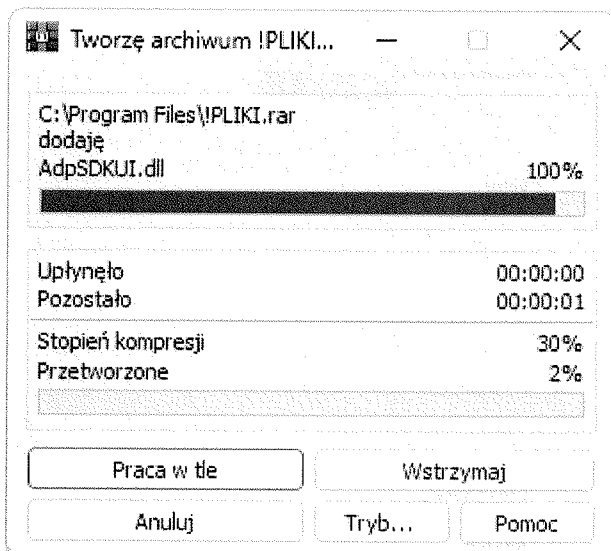 Tworzę archiwum !PLIKI...
C:\Program Files\!PLIKI.rar
dodaję
AdpSDKUI.dll 100%
Upłynęło 00:00:00
Pozostało 00:00:01
Stopień kompresji 30%
Przetworzone 2%
Praca w tle Wstrzymaj
Anuluj Tryb... Pomoc